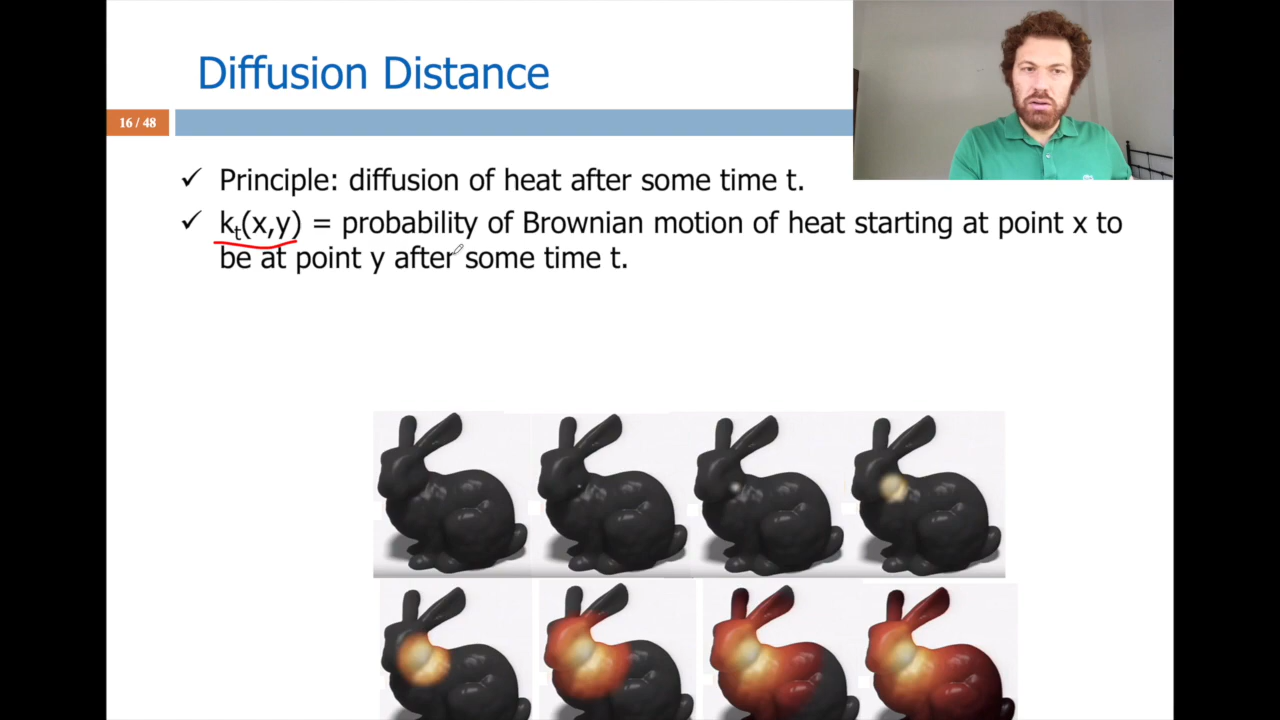 Diffusion Distance
16 / 48
✓ Principle: diffusion of heat after some time t.
✓ kₜ(x,y) = probability of Brownian motion of heat starting at point x to
be at point y after some time t.